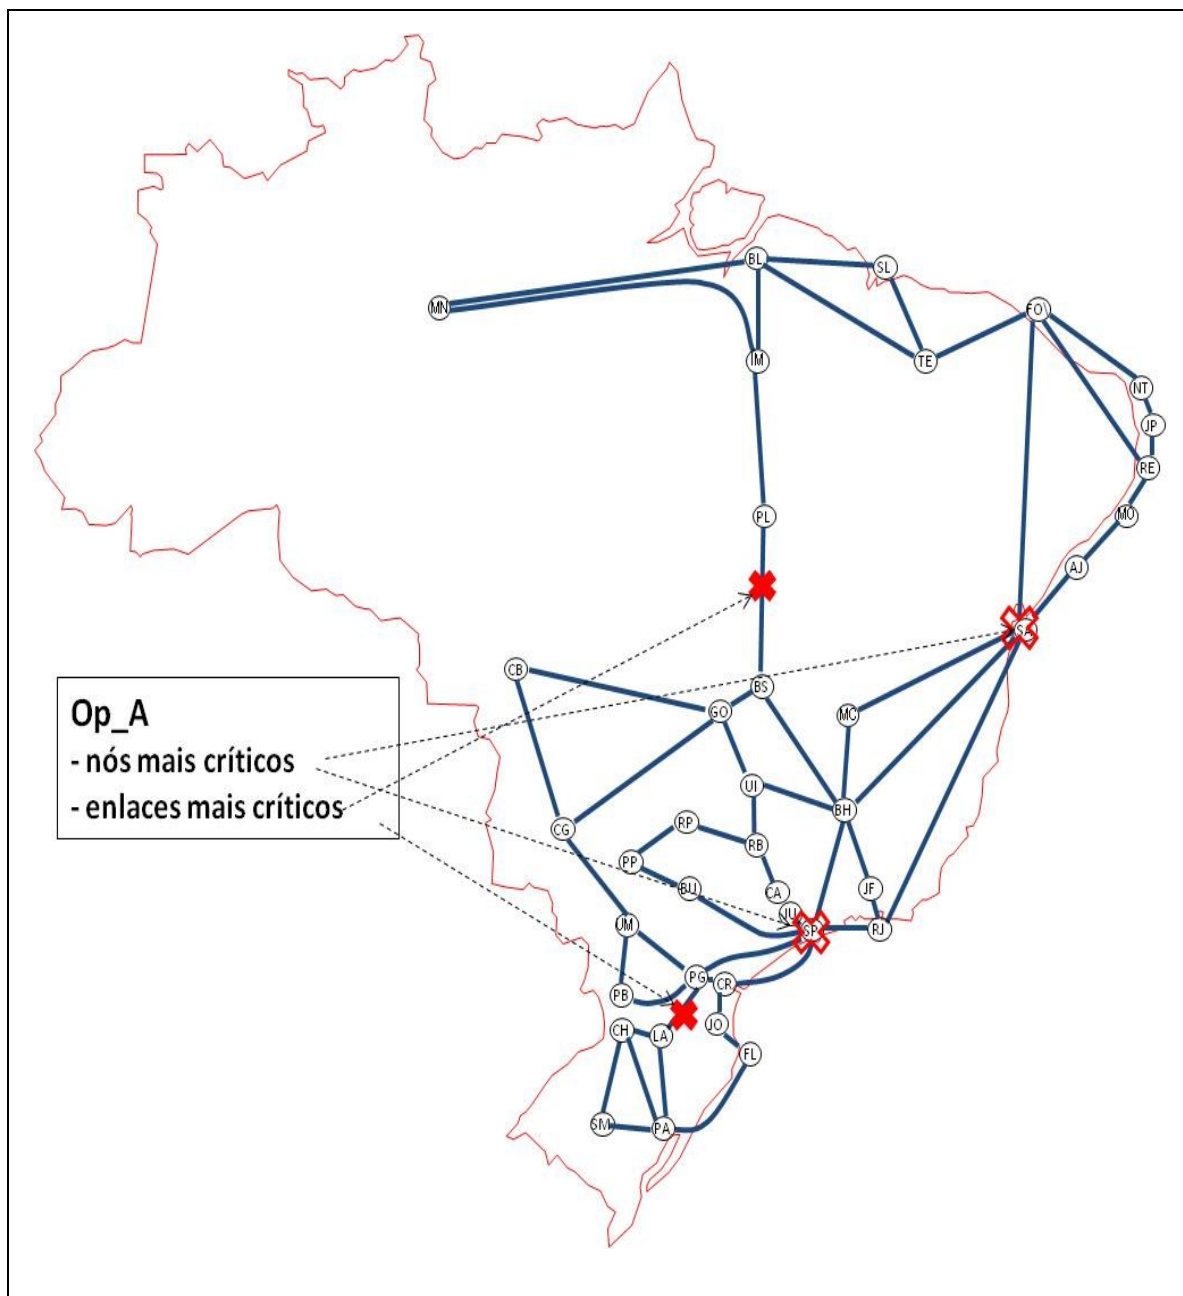 BL
SL
MN
FO
IM
TE
NT
JP
RE
PL
MO
AJ
SA
CB
BS
GO
MC
Op_A
- nós mais críticos
- enlaces mais críticos
UI
BH
RP
CG
RB
PP
BU
CA
JF
JU
UM
SP
RJ
PG
CR
PB
JO
CH
LA
FL
SM
PA